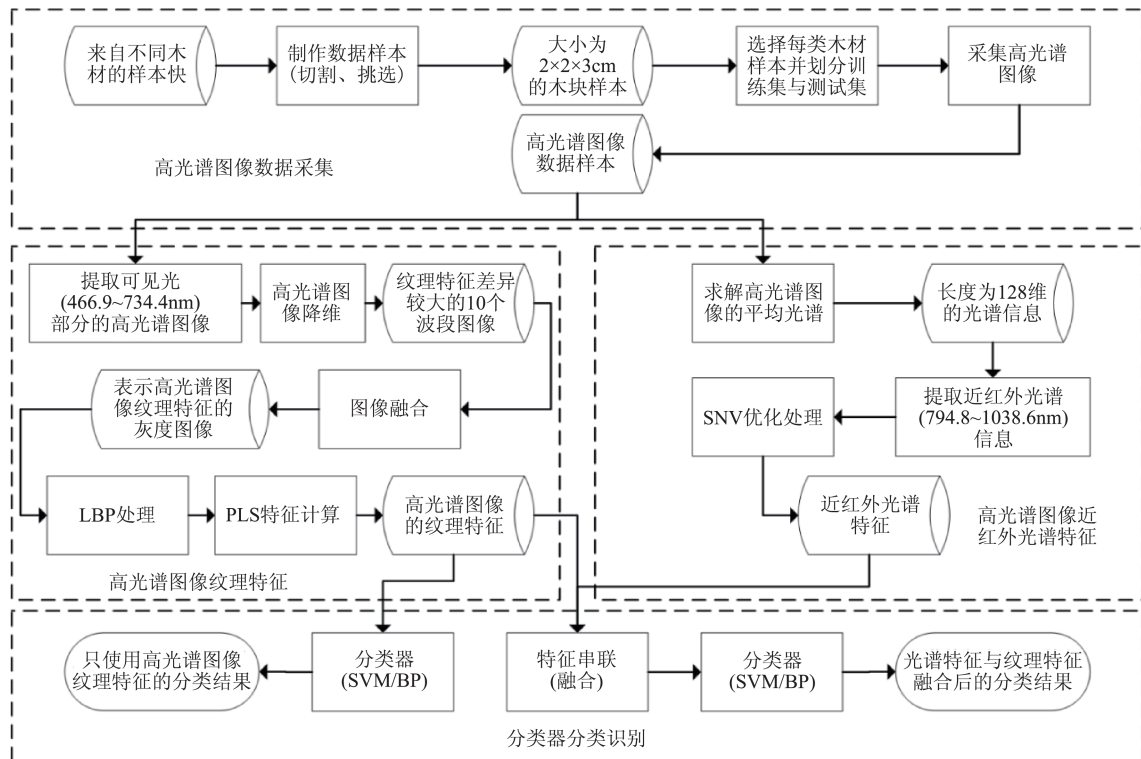 来自不同木
材的样本快
制作数据样本
(切割、挑选)
大小为
2×2×3cm
的木块样本
选择每类木材
样本并划分训
练集与测试集
采集高光谱
图像
高光谱图像
数据样本
高光谱图像数据采集
提取可见光
(466.9~734.4nm)
部分的高光谱图像
高光谱图
像降维
纹理特征差异
较大的10个
波段图像
图像融合
表示高光谱图
像纹理特征的
灰度图像
LBP处理
PLS特征计算
高光谱图像
的纹理特征
高光谱图像纹理特征
求解高光谱图
像的平均光谱
长度为128维
的光谱信息
提取近红外光谱
(794.8~1038.6nm)
信息
SNV优化处理
近红外光谱
特征
高光谱图像近
红外光谱特征
只使用高光谱图像
纹理特征的分类结果
分类器
(SVM/BP)
特征串联
(融合)
分类器
(SVM/BP)
光谱特征与纹理特征
融合后的分类结果
分类器分类识别